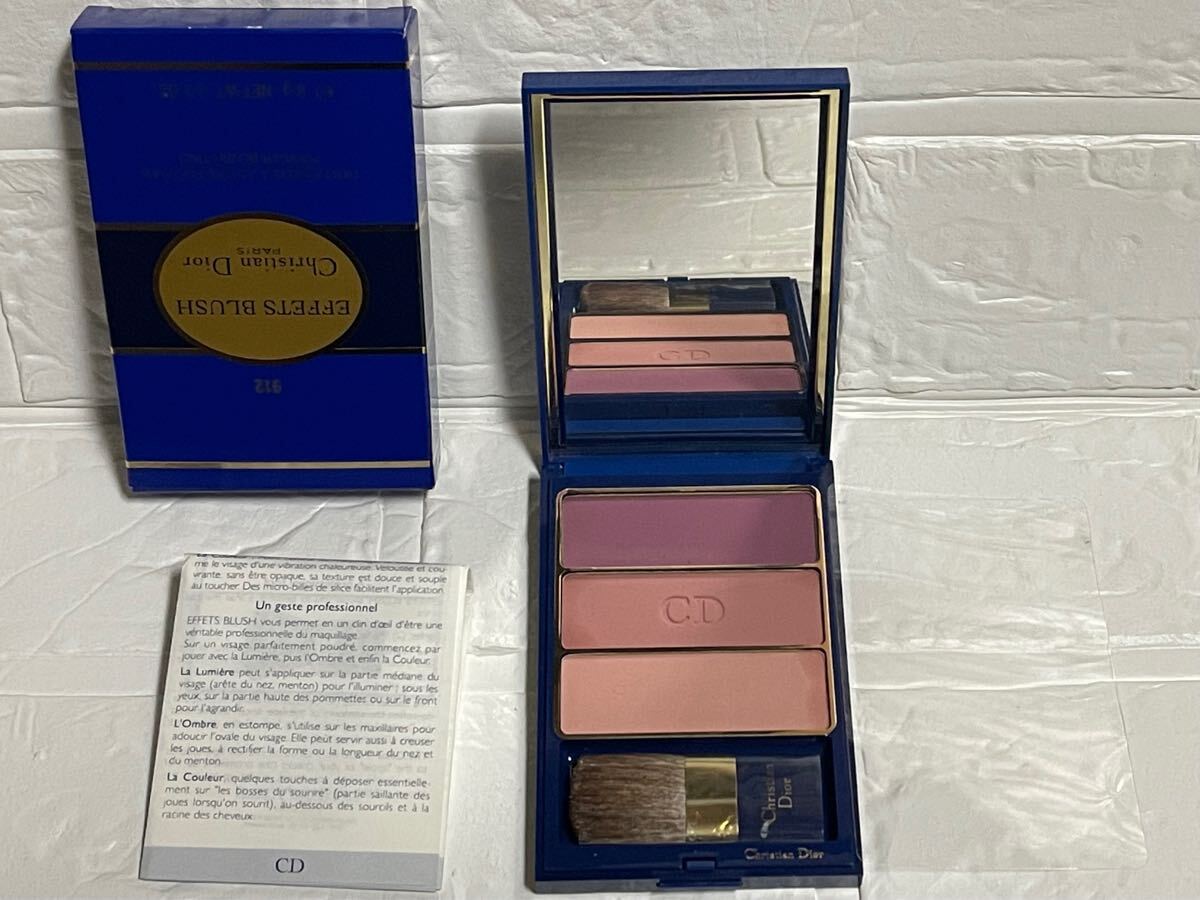 EFFETS BLUSH
Christian Dior
PARIS
912
CD
me le visage d'une vibration chaleureuse. Veloutée et cou-
vrante, sans être opaque, sa texture est douce et souple
au toucher. Des micro-billes de silice facilitent l'application.
Un geste professionnel
EFFETS BLUSH vous permet en un clin d'œil d'être une
véritable professionnelle du maquillage.
Sur un visage parfaitement poudré, commencez par
jouer avec la Lumière, puis l'Ombre et enfin la Couleur.
La Lumière peut s'appliquer sur la partie médiane du
visage (arête du nez, menton) pour l'illuminer ; sous les
yeux, sur la partie haute des pommettes ou sur le front
pour l'agrandir.
L'Ombre, en estompe, s'utilise sur les maxillaires pour
adoucir l'ovale du visage. Elle peut servir aussi à creuser
les joues, à rectifier la forme ou la longueur du nez et
du menton.
La Couleur, quelques touches à déposer essentielle-
ment sur "les bosses du sourire" (partie saillante des
joues lorsqu'on sourit), au-dessous des sourcils et à la
racine des cheveux.
CD
CD
Christian
Dior
Christian Dior